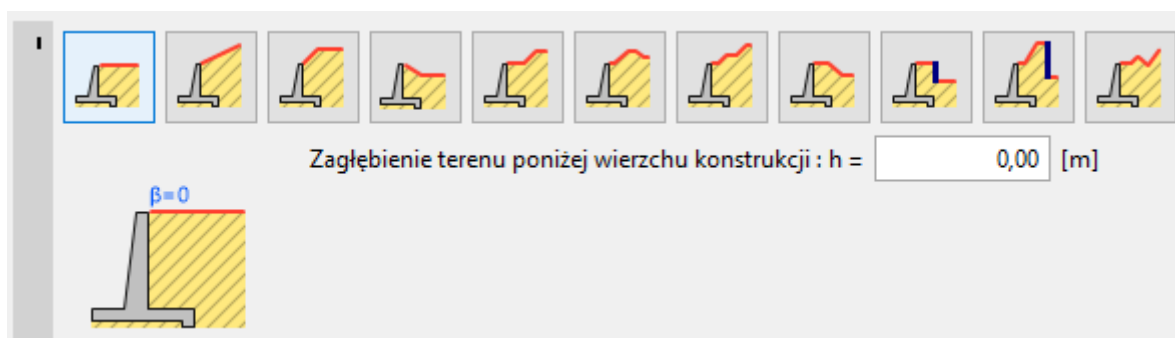 Zagłębienie terenu poniżej wierzchu konstrukcji : h = 0,00 [m]
β=0